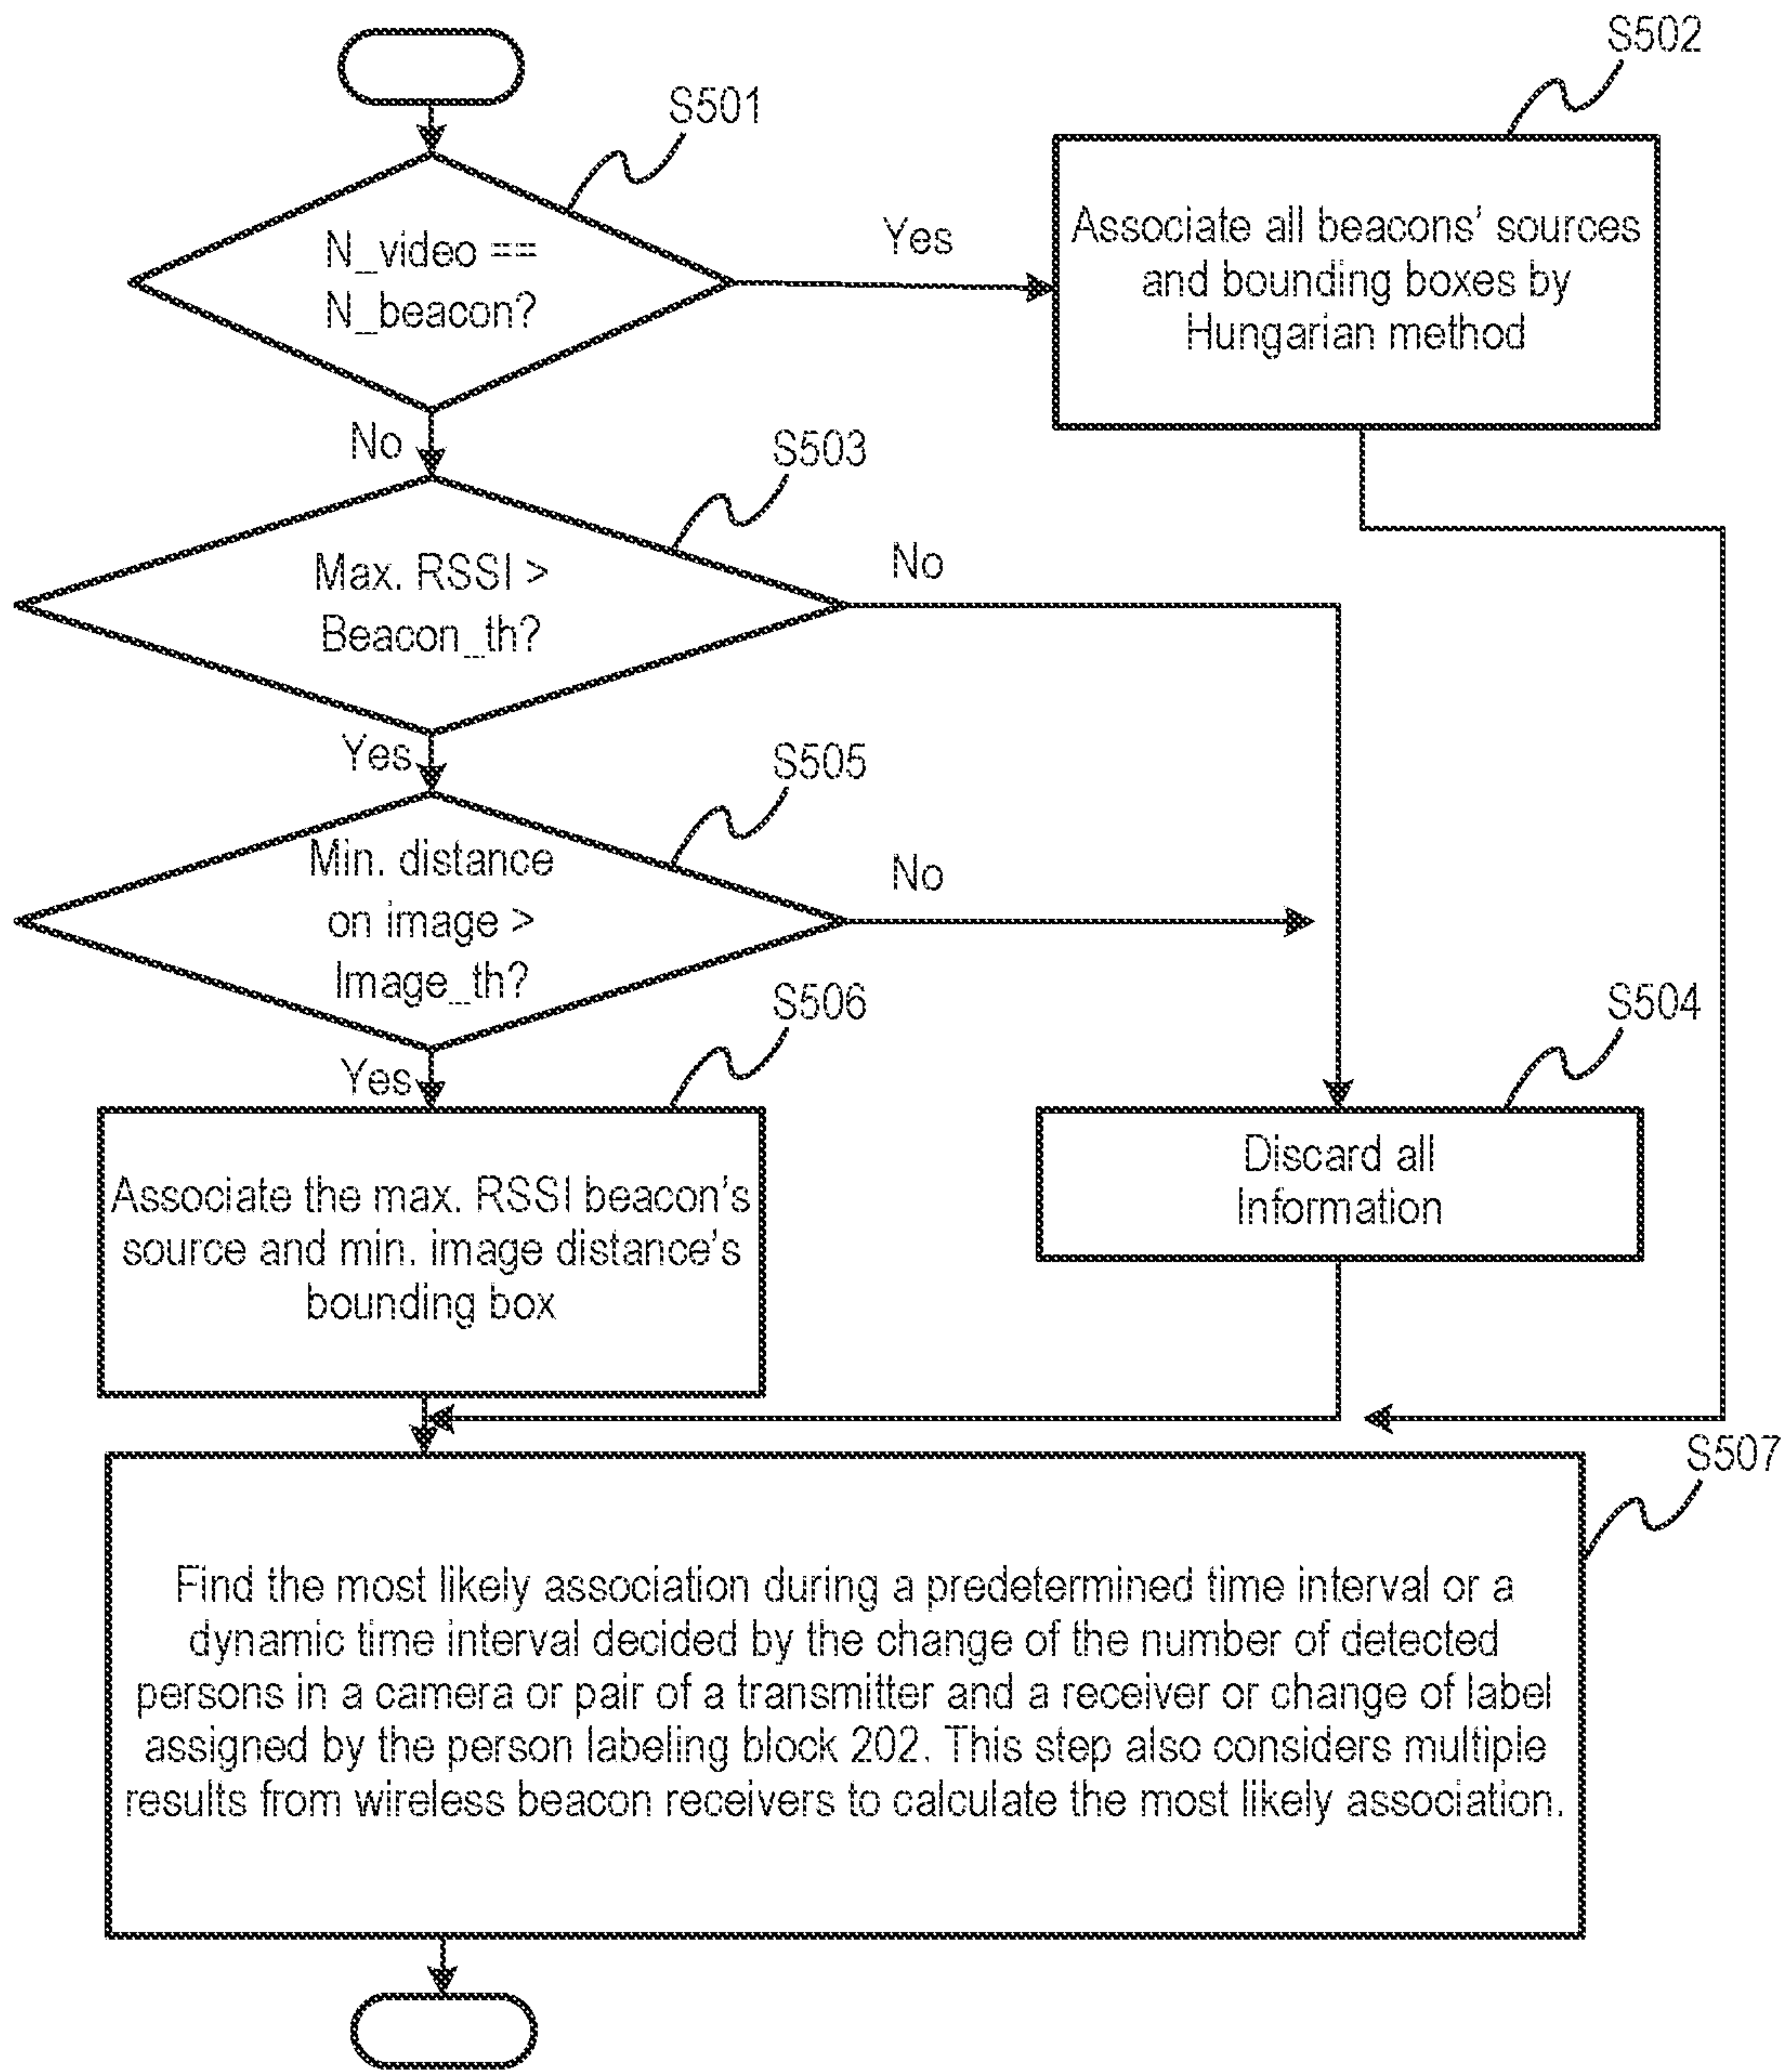 S502
S501
N_video ==
N_beacon?
Yes
Associate all beacons' sources
and bounding boxes by
Hungarian method
No
S503
Max. RSSI >
Beacon_th?
No
Yes
S505
Min. distance
on image >
Image_th?
No
S506
S504
Yes
Associate the max. RSSI beacon's
source and min. image distance's
bounding box
Discard all
Information
S507
Find the most likely association during a predetermined time interval or a
dynamic time interval decided by the change of the number of detected
persons in a camera or pair of a transmitter and a receiver or change of label
assigned by the person labeling block 202. This step also considers multiple
results from wireless beacon receivers to calculate the most likely association.